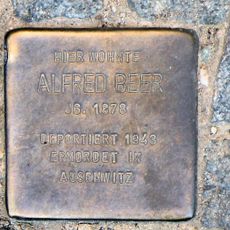 HIER WOHNTE
ALFRED BEER
JG. 1878
DEPORTIERT 1943
ERMORDET IN
AUSCHWITZ